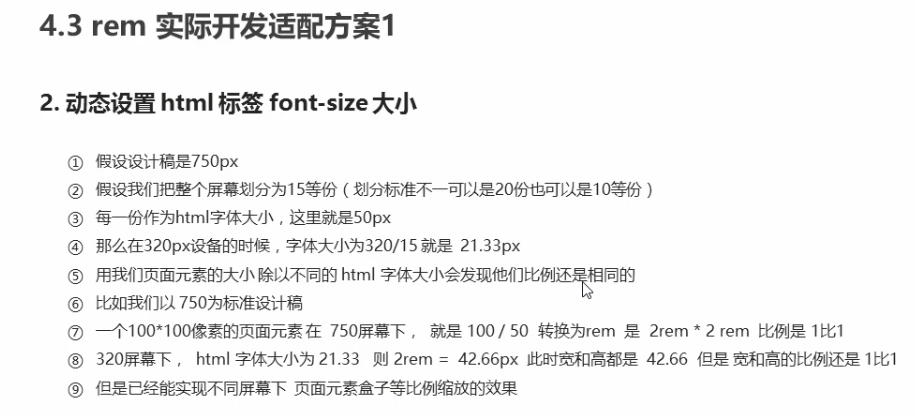 4.3 rem 实际开发适配方案1
2. 动态设置 html 标签 font-size 大小
① 假设设计稿是750px
② 假设我们把整个屏幕划分为15等份（划分标准不一可以是20份也可以是10等份）
③ 每一份作为html字体大小，这里就是50px
④ 那么在320px设备的时候，字体大小为320/15 就是 21.33px
⑤ 用我们页面元素的大小 除以不同的 html 字体大小会发现他们比例还是相同的
⑥ 比如我们以 750为标准设计稿
⑦ 一个100*100像素的页面元素 在 750屏幕下， 就是 100 / 50 转换为rem 是 2rem * 2 rem 比例是 1比1
⑧ 320屏幕下， html 字体大小为 21.33 则 2rem = 42.66px 此时宽和高都是 42.66 但是 宽和高的比例还是 1比1
⑨ 但是已经能实现不同屏幕下 页面元素盒子等比例缩放的效果